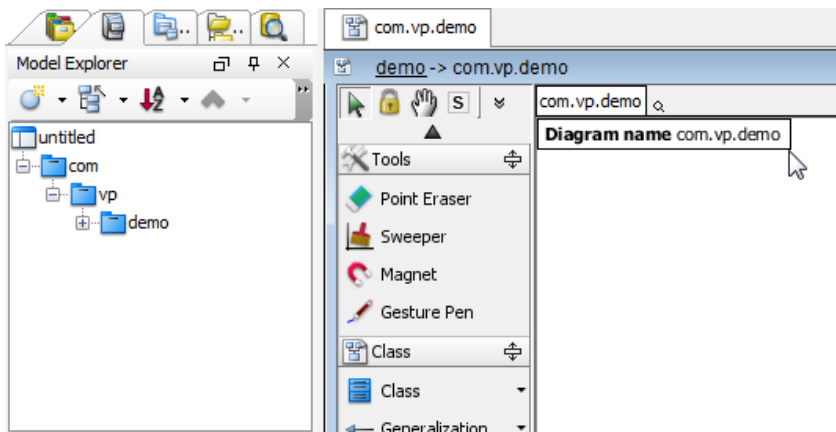 Model Explorer
untitled
com
vp
demo
com.vp.demo
demo -> com.vp.demo
S
com.vp.demo
Diagram name com.vp.demo
Tools
Point Eraser
Sweeper
Magnet
Gesture Pen
Class
Class
Generalization